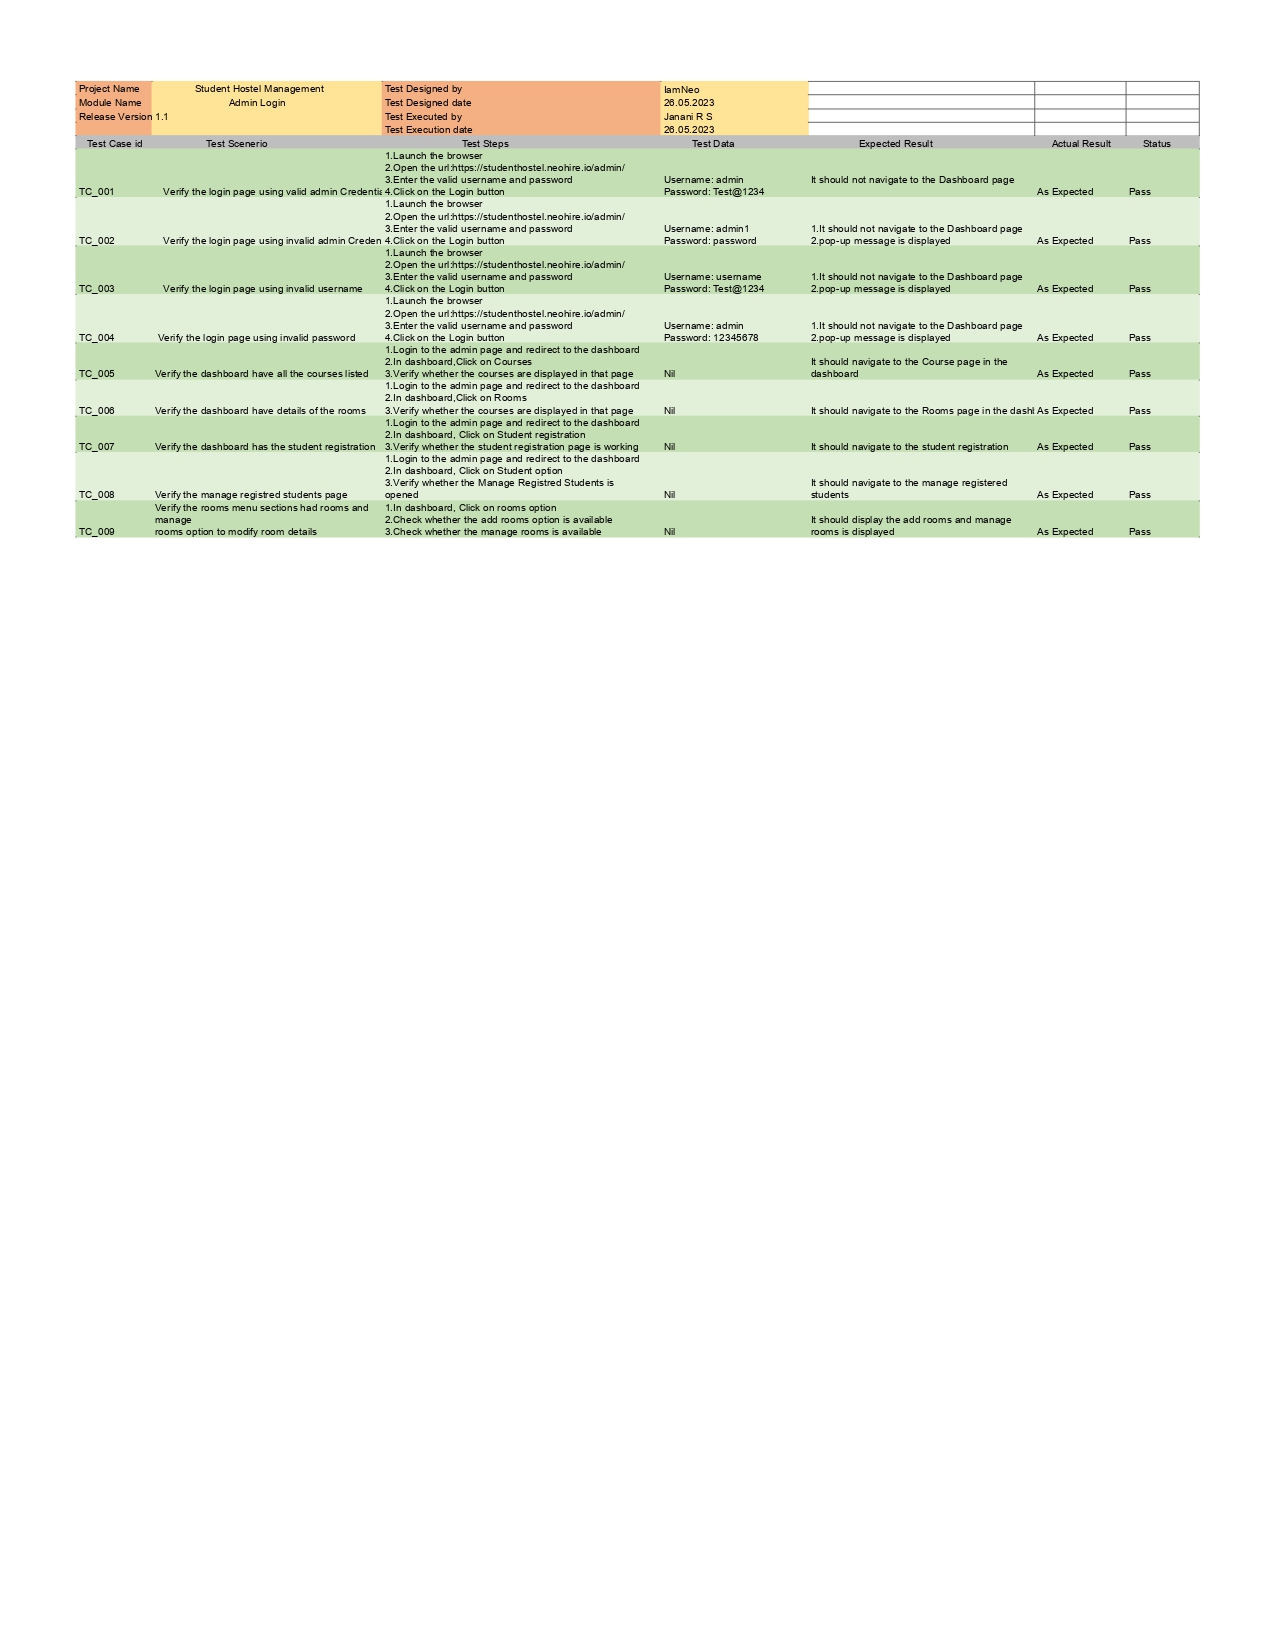 Project Name Student Hostel Management Test Designed by IamNeo
Module Name Admin Login Test Designed date 26.05.2023
Release Version 1.1 Test Executed by Janani R S
Test Execution date 26.05.2023
Test Case id Test Scenerio Test Steps Test Data Expected Result Actual Result Status
1.Launch the browser
2.Open the url:https://studenthostel.neohire.io/admin/
3.Enter the valid username and password Username: admin It should not navigate to the Dashboard page
TC_001 Verify the login page using valid admin Credentia 4.Click on the Login button Password: Test@1234 As Expected Pass
1.Launch the browser
2.Open the url:https://studenthostel.neohire.io/admin/
3.Enter the valid username and password Username: admin1 1.It should not navigate to the Dashboard page
TC_002 Verify the login page using invalid admin Creden 4.Click on the Login button Password: password 2.pop-up message is displayed As Expected Pass
1.Launch the browser
2.Open the url:https://studenthostel.neohire.io/admin/
3.Enter the valid username and password Username: username 1.It should not navigate to the Dashboard page
TC_003 Verify the login page using invalid username 4.Click on the Login button Password: Test@1234 2.pop-up message is displayed As Expected Pass
1.Launch the browser
2.Open the url:https://studenthostel.neohire.io/admin/
3.Enter the valid username and password Username: admin 1.It should not navigate to the Dashboard page
TC_004 Verify the login page using invalid password 4.Click on the Login button Password: 12345678 2.pop-up message is displayed As Expected Pass
1.Login to the admin page and redirect to the dashboard
2.In dashboard,Click on Courses It should navigate to the Course page in the
TC_005 Verify the dashboard have all the courses listed 3.Verify whether the courses are displayed in that page Nil dashboard As Expected Pass
1.Login to the admin page and redirect to the dashboard
2.In dashboard,Click on Rooms
TC_006 Verify the dashboard have details of the rooms 3.Verify whether the courses are displayed in that page Nil It should navigate to the Rooms page in the dashl As Expected Pass
1.Login to the admin page and redirect to the dashboard
2.In dashboard, Click on Student registration
TC_007 Verify the dashboard has the student registration 3.Verify whether the student registration page is working Nil It should navigate to the student registration As Expected Pass
1.Login to the admin page and redirect to the dashboard
2.In dashboard, Click on Student option
3.Verify whether the Manage Registred Students is It should navigate to the manage registered
TC_008 Verify the manage registred students page opened Nil students As Expected Pass
Verify the rooms menu sections had rooms and 1.In dashboard, Click on rooms option
manage 2.Check whether the add rooms option is available It should display the add rooms and manage
TC_009 rooms option to modify room details 3.Check whether the manage rooms is available Nil rooms is displayed As Expected Pass